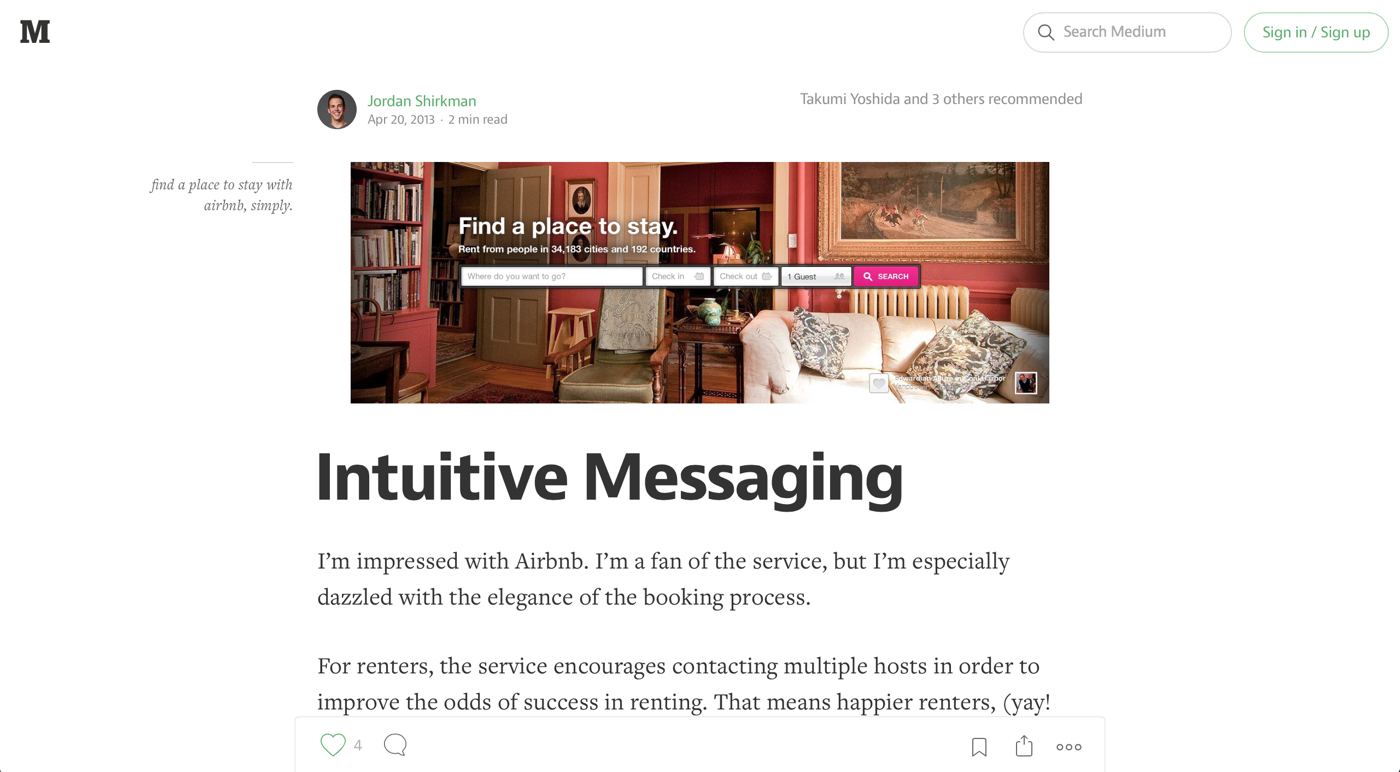 M
Search Medium
Sign in / Sign up
Jordan Shirkman
Apr 20, 2013 · 2 min read
Takumi Yoshida and 3 others recommended
find a place to stay with
airbnb, simply.
Find a place to stay.
Rent from people in 34,183 cities and 192 countries.
Where do you want to go?
Check in
Check out
1 Guest
SEARCH
Intuitive Messaging
I’m impressed with Airbnb. I’m a fan of the service, but I’m especially
dazzled with the elegance of the booking process.
For renters, the service encourages contacting multiple hosts in order to
improve the odds of success in renting. That means happier renters, (yay!
4